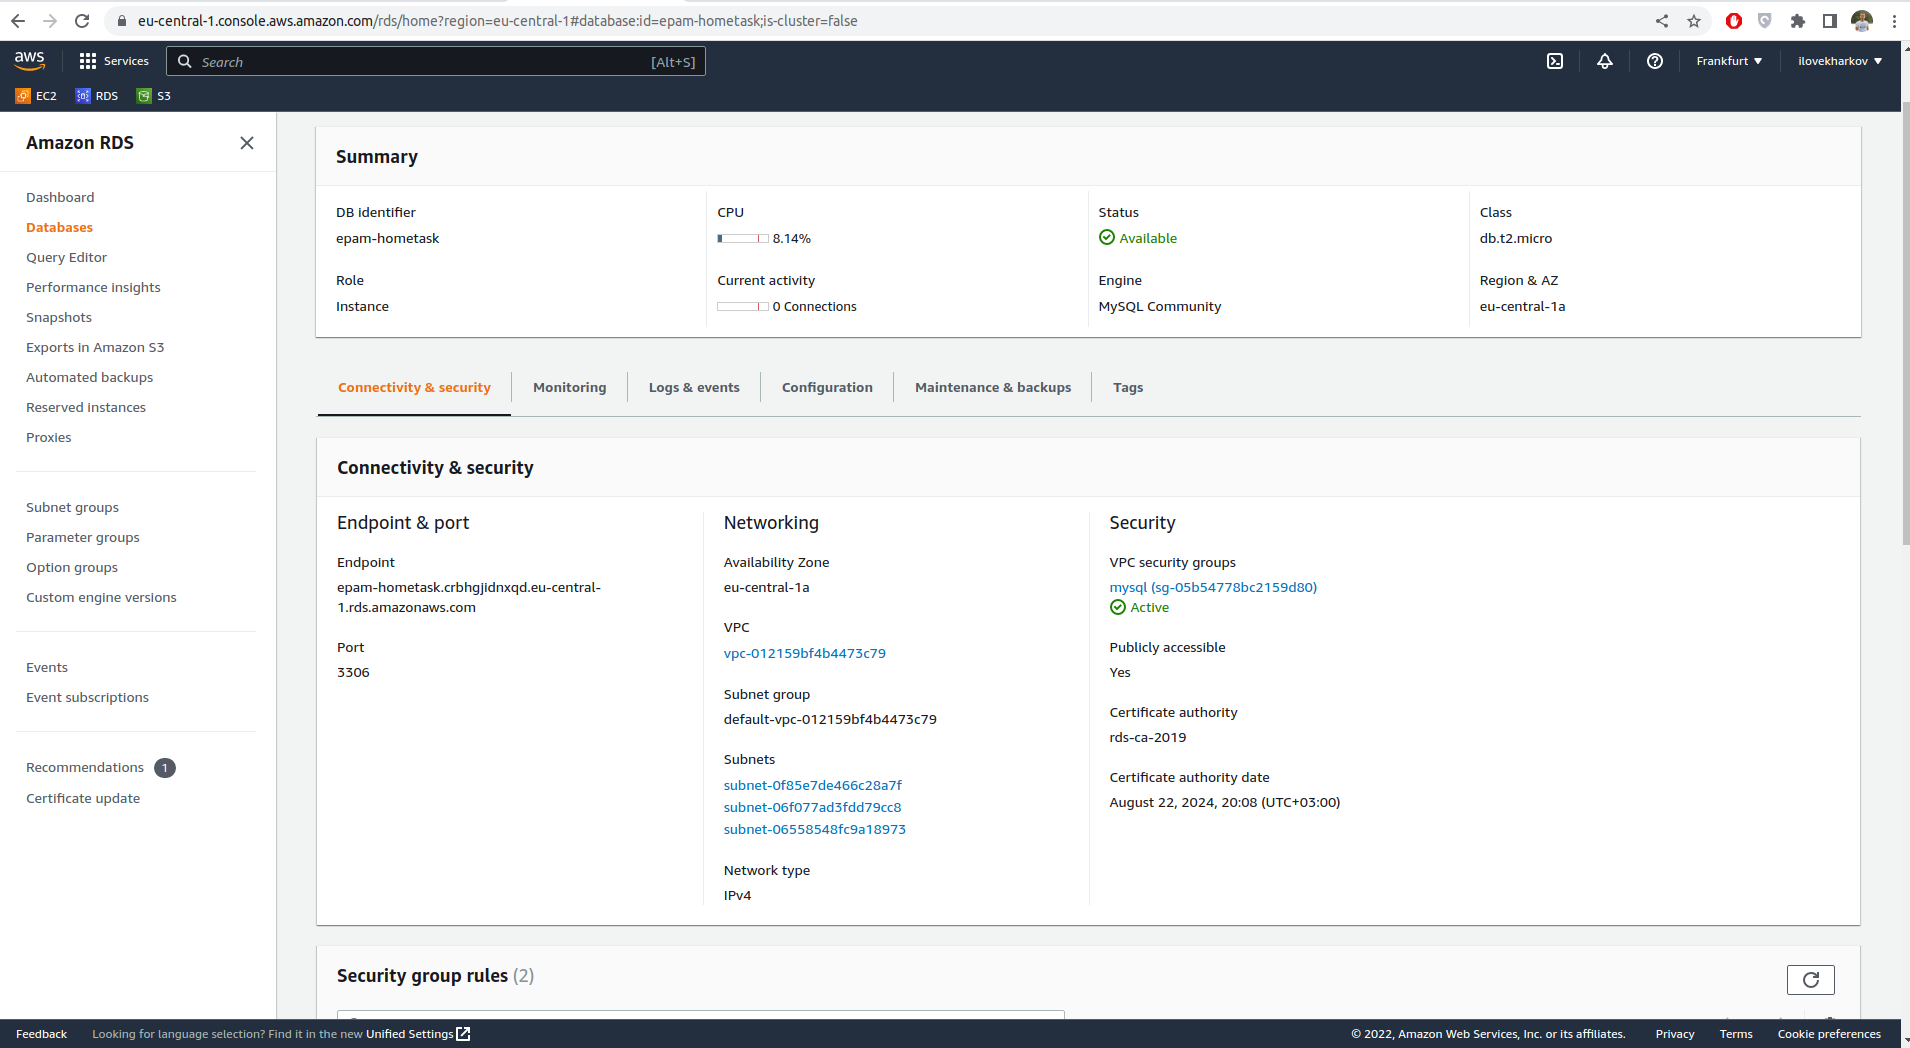 eu-central-1.console.aws.amazon.com/rds/home?region=eu-central-1#database:id=epam-hometask;is-cluster=false
aws
Services
Search
[Alt+S]
Frankfurt
ilovekharkov
EC2
RDS
S3
Amazon RDS
Dashboard
Databases
Query Editor
Performance insights
Snapshots
Exports in Amazon S3
Automated backups
Reserved instances
Proxies
Subnet groups
Parameter groups
Option groups
Custom engine versions
Events
Event subscriptions
Recommendations 1
Certificate update
Summary
DB identifier
epam-hometask
CPU
8.14%
Status
Available
Class
db.t2.micro
Role
Instance
Current activity
0 Connections
Engine
MySQL Community
Region & AZ
eu-central-1a
Connectivity & security
Monitoring
Logs & events
Configuration
Maintenance & backups
Tags
Connectivity & security
Endpoint & port
Endpoint
epam-hometask.crbhgjidnxqd.eu-central-
1.rds.amazonaws.com
Port
3306
Networking
Availability Zone
eu-central-1a
VPC
vpc-012159bf4b4473c79
Subnet group
default-vpc-012159bf4b4473c79
Subnets
subnet-0f85e7de466c28a7f
subnet-06f077ad3fdd79cc8
subnet-06558548fc9a18973
Network type
IPv4
Security
VPC security groups
mysql (sg-05b54778bc2159d80)
Active
Publicly accessible
Yes
Certificate authority
rds-ca-2019
Certificate authority date
August 22, 2024, 20:08 (UTC+03:00)
Security group rules (2)
Feedback
Looking for language selection? Find it in the new Unified Settings
© 2022, Amazon Web Services, Inc. or its affiliates.
Privacy
Terms
Cookie preferences